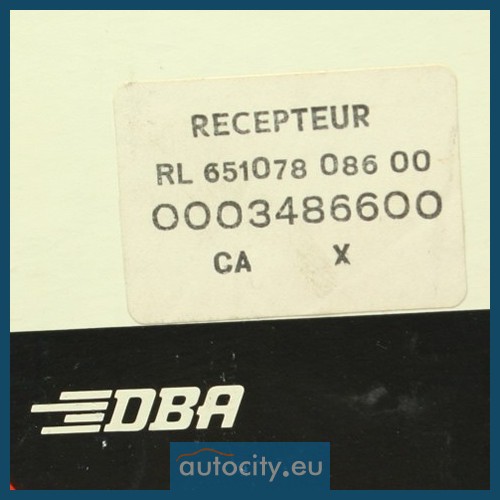 RECEPTEUR
RL 651078 086 00
0003486600
CA X
DBA
autocity.eu